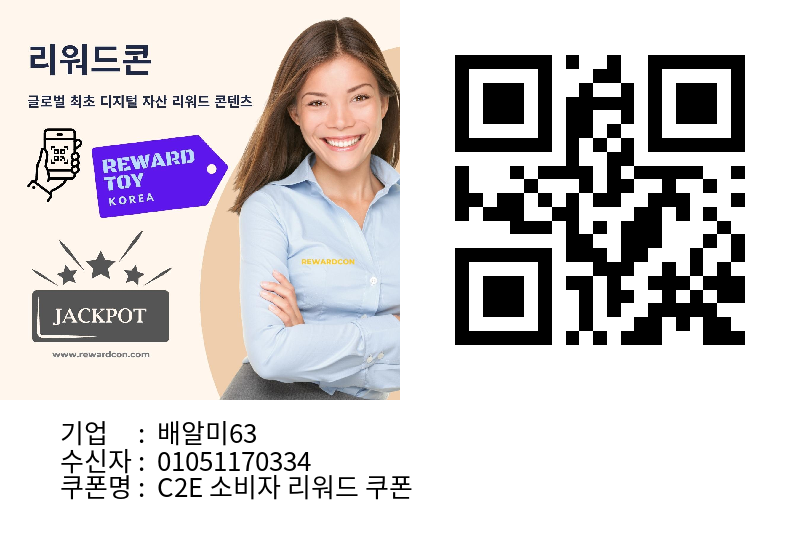 리워드콘
글로벌 최초 디지털 자산 리워드 콘텐츠
REWARD
TOY
KOREA
REWARDCON
JACKPOT
www.rewardcon.com
기업 : 배알미63
수신자 : 01051170334
쿠폰명 : C2E 소비자 리워드 쿠폰